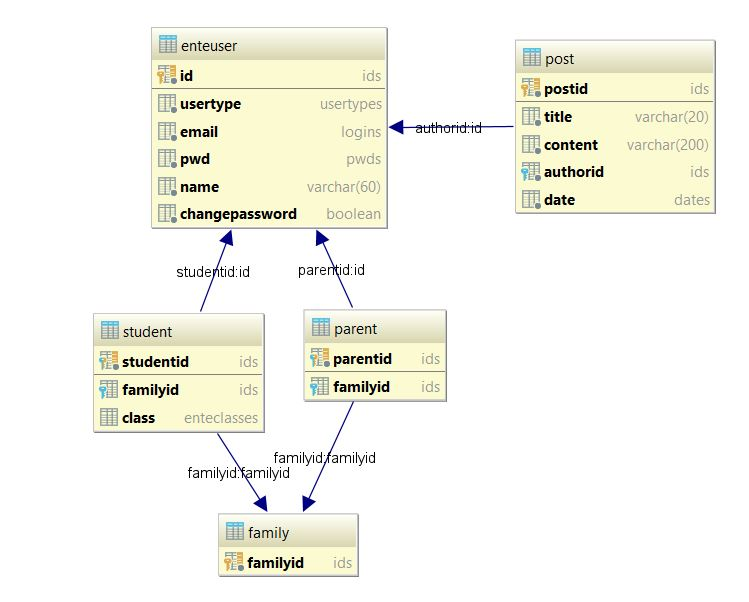 enteuser
id ids
usertype usertypes
email logins
pwd pwds
name varchar(60)
changepassword boolean
post
postid ids
title varchar(20)
content varchar(200)
authorid ids
date dates
authorid:id
studentid:id
parentid:id
student
studentid ids
familyid ids
class enteclasses
parent
parentid ids
familyid ids
familyid:familyid
familyid:familyid
family
familyid ids